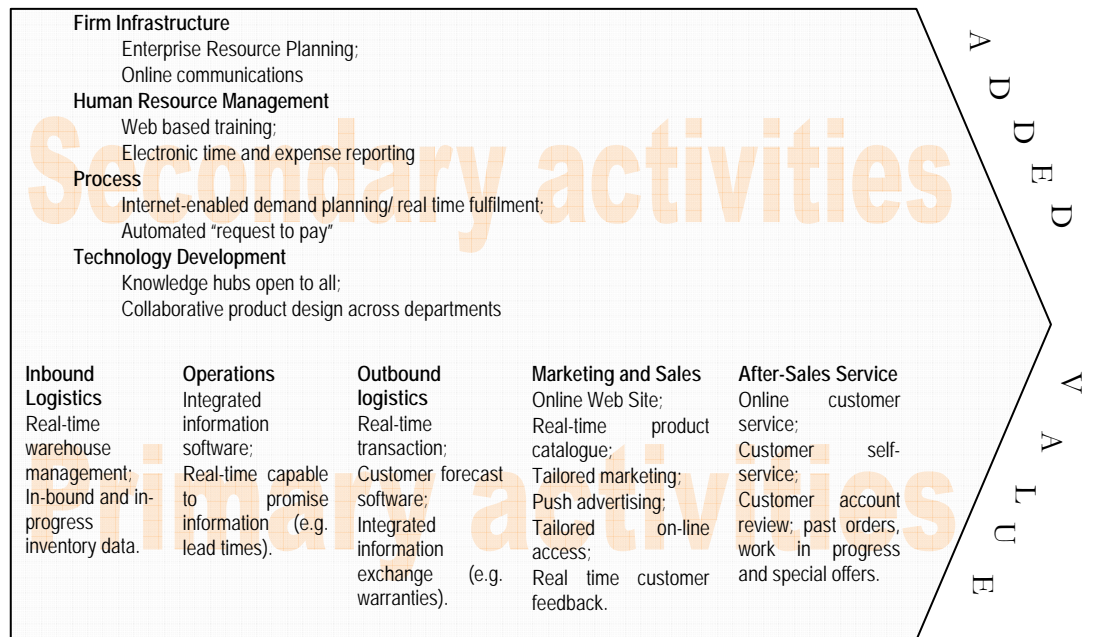 Firm Infrastructure
Enterprise Resource Planning;
Online communications
Human Resource Management
Web based training;
Electronic time and expense reporting
Process
Internet-enabled demand planning/ real time fulfilment;
Automated “request to pay”
Technology Development
Knowledge hubs open to all;
Collaborative product design across departments
Secondary activities
Inbound
Logistics
Real-time
warehouse
management;
In-bound and in-
progress
inventory data.
Operations
Integrated
information
software;
Real-time capable
to promise
information (e.g.
lead times).
Outbound
logistics
Real-time
transaction;
Customer forecast
software;
Integrated
information
exchange (e.g.
warranties).
Marketing and Sales
Online Web Site;
Real-time product
catalogue;
Tailored marketing;
Push advertising;
Tailored on-line
access;
Real time customer
feedback.
After-Sales Service
Online customer
service;
Customer self-
service;
Customer account
review; past orders,
work in progress
and special offers.
Primary activities
ADDED VALUE